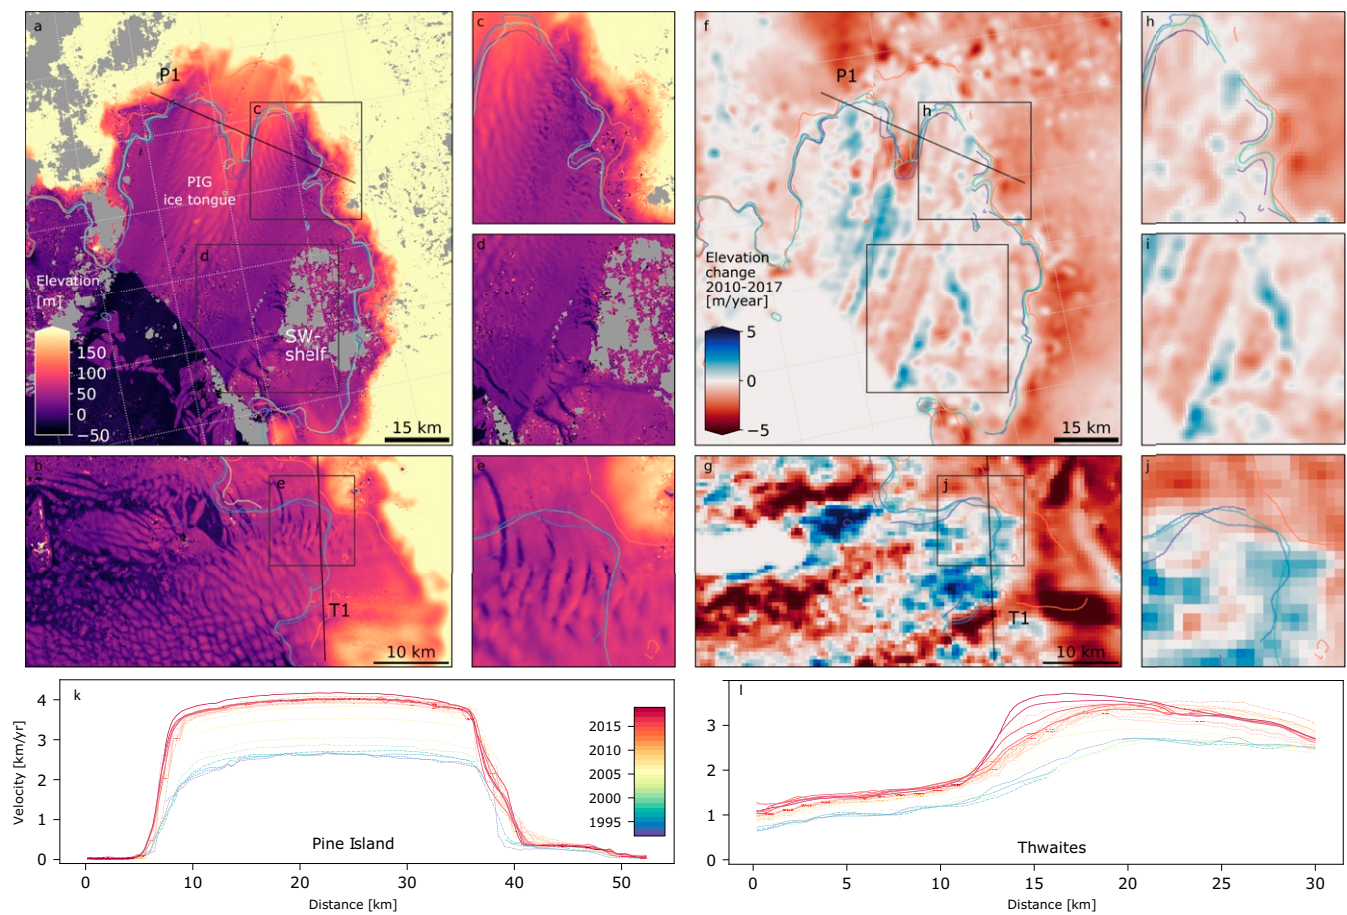 a
P1
c
PIG
ice tongue
d
Elevation
[m]
150
100
50
0
−50
SW-
shelf
15 km
c
d
f
P1
h
Elevation
change
2010-2017
[m/year]
5
0
−5
15 km
h
i
b
e
T1
10 km
e
g
j
T1
10 km
j
k
4
3
2
1
0
Velocity [km/yr]
2015
2010
2005
2000
1995
Pine Island
0
10
20
30
40
50
Distance [km]
l
3
2
1
0
Thwaites
0
5
10
15
20
25
30
Distance [km]